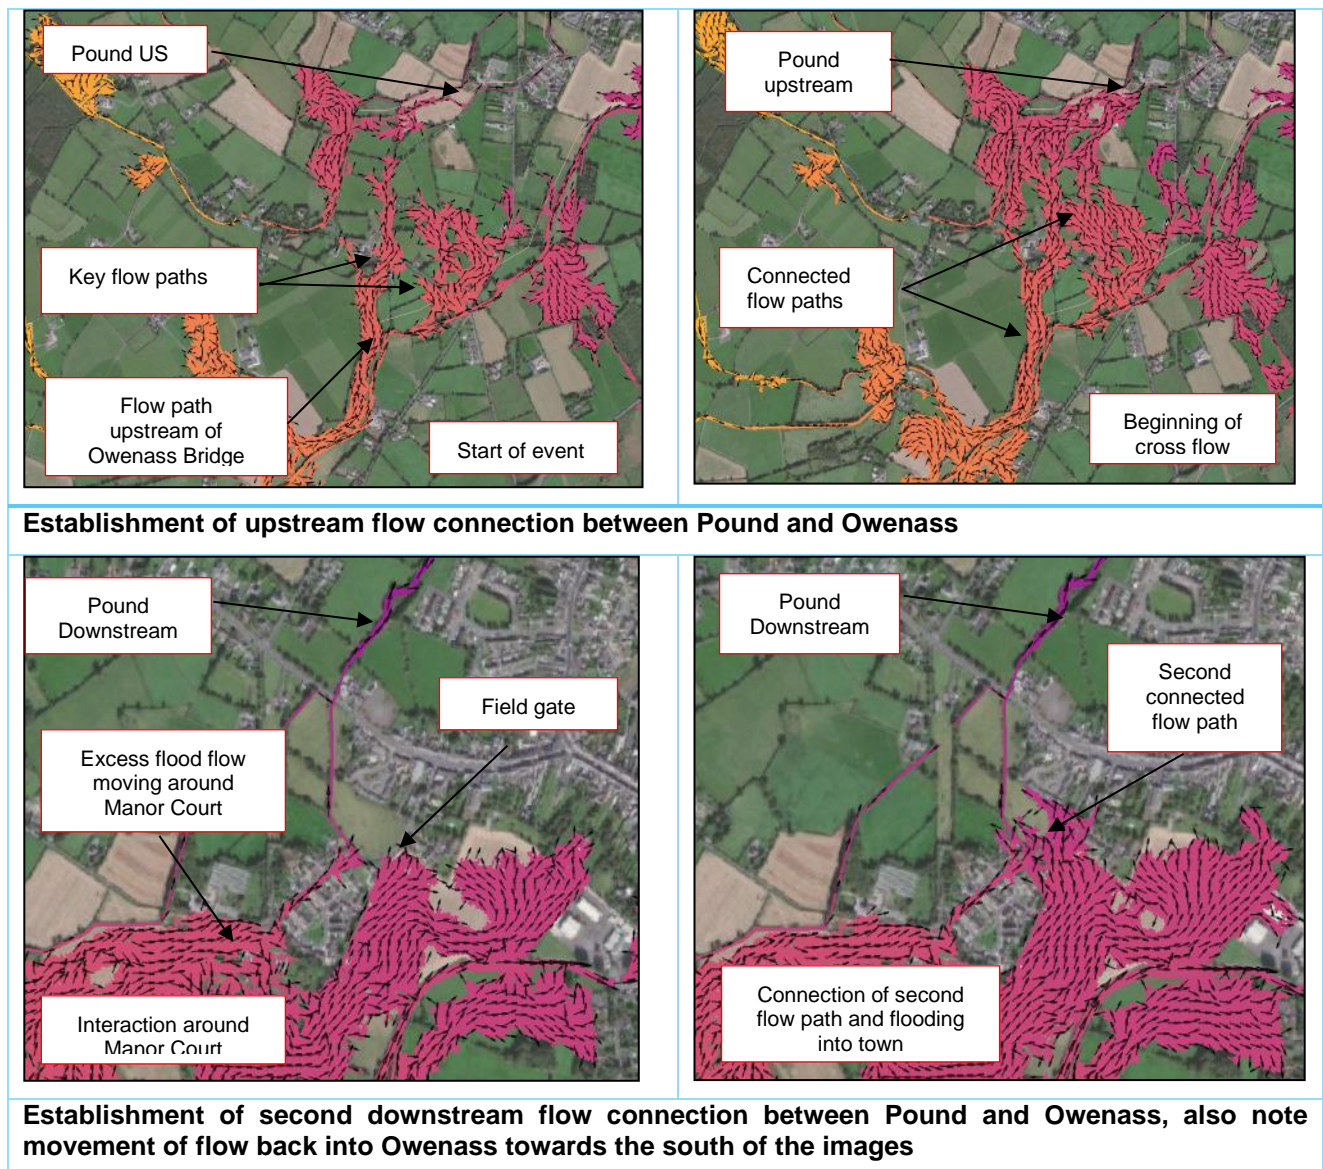 Pound US
Key flow paths
Flow path
upstream of
Owenass Bridge
Start of event
Pound
upstream
Connected
flow paths
Beginning of
cross flow
Establishment of upstream flow connection between Pound and Owenass
Pound
Downstream
Field gate
Excess flood flow
moving around
Manor Court
Interaction around
Manor Court
Pound
Downstream
Second
connected
flow path
Connection of second
flow path and flooding
into town
Establishment of second downstream flow connection between Pound and Owenass, also note
movement of flow back into Owenass towards the south of the images